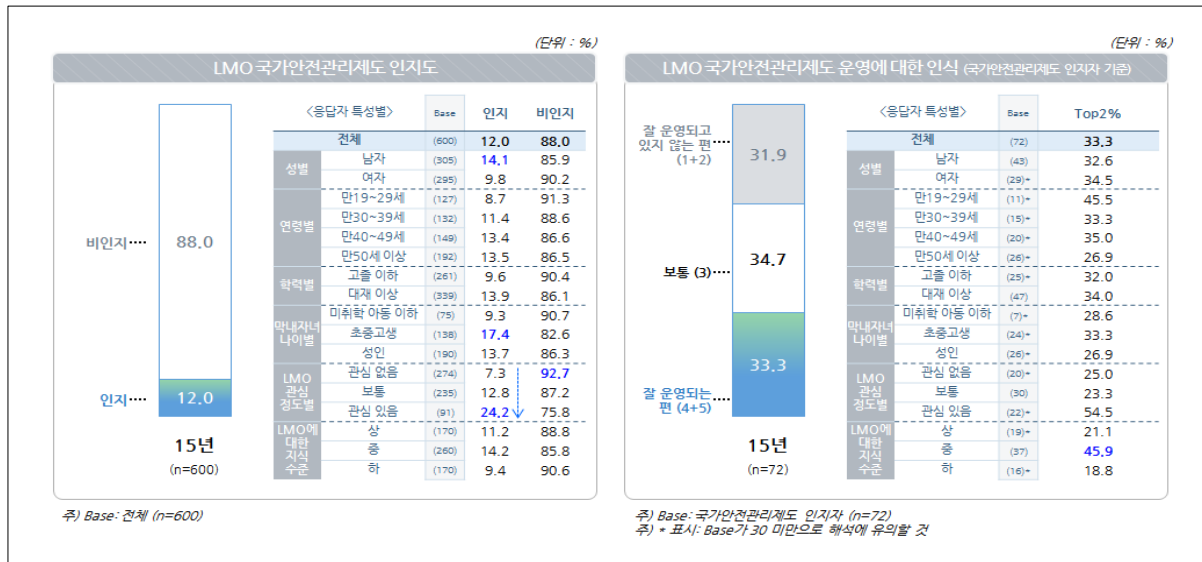 (단위 : %)
LMO 국가안전관리제도 인지도
<응답자 특성별> Base 인지 비인지
전체 (600) 12.0 88.0
성별
남자 (305) 14.1 85.9
여자 (295) 9.8 90.2
연령별
만19~29세 (127) 8.7 91.3
만30~39세 (132) 11.4 88.6
만40~49세 (149) 13.4 86.6
만50세 이상 (192) 13.5 86.5
학력별
고졸 이하 (261) 9.6 90.4
대재 이상 (339) 13.9 86.1
막내자녀
나이별
미취학 아동 이하 (75) 9.3 90.7
초중고생 (138) 17.4 82.6
성인 (190) 13.7 86.3
LMO
관심
정도별
관심 없음 (274) 7.3 92.7
보통 (235) 12.8 87.2
관심 있음 (91) 24.2 75.8
LMO에
대한
지식
수준
상 (170) 11.2 88.8
중 (260) 14.2 85.8
하 (170) 9.4 90.6
비인지 88.0
인지 12.0
15년
(n=600)
주) Base: 전체 (n=600)
(단위 : %)
LMO 국가안전관리제도 운영에 대한 인식 (국가안전관리제도 인지자 기준)
잘 운영되고
있지 않는 편
(1+2)
31.9
보통 (3) 34.7
33.3
잘 운영되는
편 (4+5)
15년
(n=72)
<응답자 특성별> Base Top2%
전체 (72) 33.3
성별
남자 (43) 32.6
여자 (29)* 34.5
연령별
만19~29세 (11)* 45.5
만30~39세 (15)* 33.3
만40~49세 (20)* 35.0
만50세 이상 (26)* 26.9
학력별
고졸 이하 (25)* 32.0
대재 이상 (47) 34.0
막내자녀
나이별
미취학 아동 이하 (7)* 28.6
초중고생 (24)* 33.3
성인 (26)* 26.9
LMO
관심
정도별
관심 없음 (20)* 25.0
보통 (30) 23.3
관심 있음 (22)* 54.5
LMO에
대한
지식
수준
상 (19)* 21.1
중 (37) 45.9
하 (16)* 18.8
주) Base: 국가안전관리제도 인지자 (n=72)
주) * 표시: Base가 30 미만으로 해석에 유의할 것